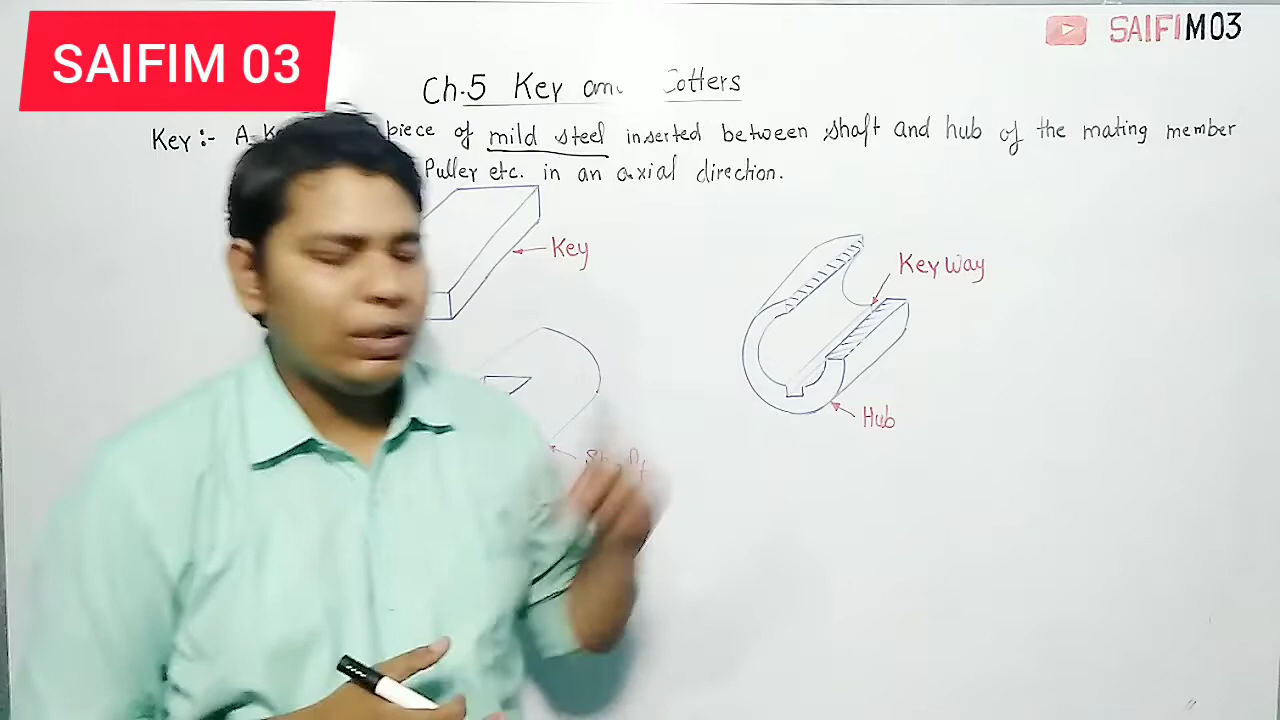 SAIFIM 03
SAIFIM03
Ch.5 Key Cotters
Key :- A piece of mild steel inserted between shaft and hub of the mating member
Pulley etc. in an axial direction.
Key
Key Way
Hub